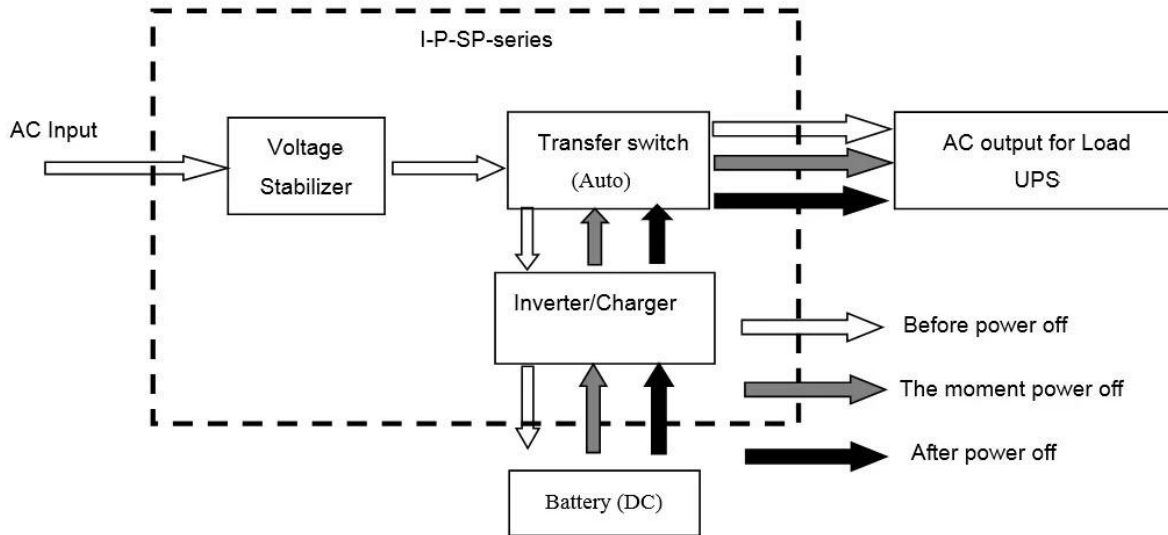 I-P-SP-series
AC Input
Voltage
Stabilizer
Transfer switch
(Auto)
AC output for Load
UPS
Inverter/Charger
Before power off
The moment power off
After power off
Battery (DC)